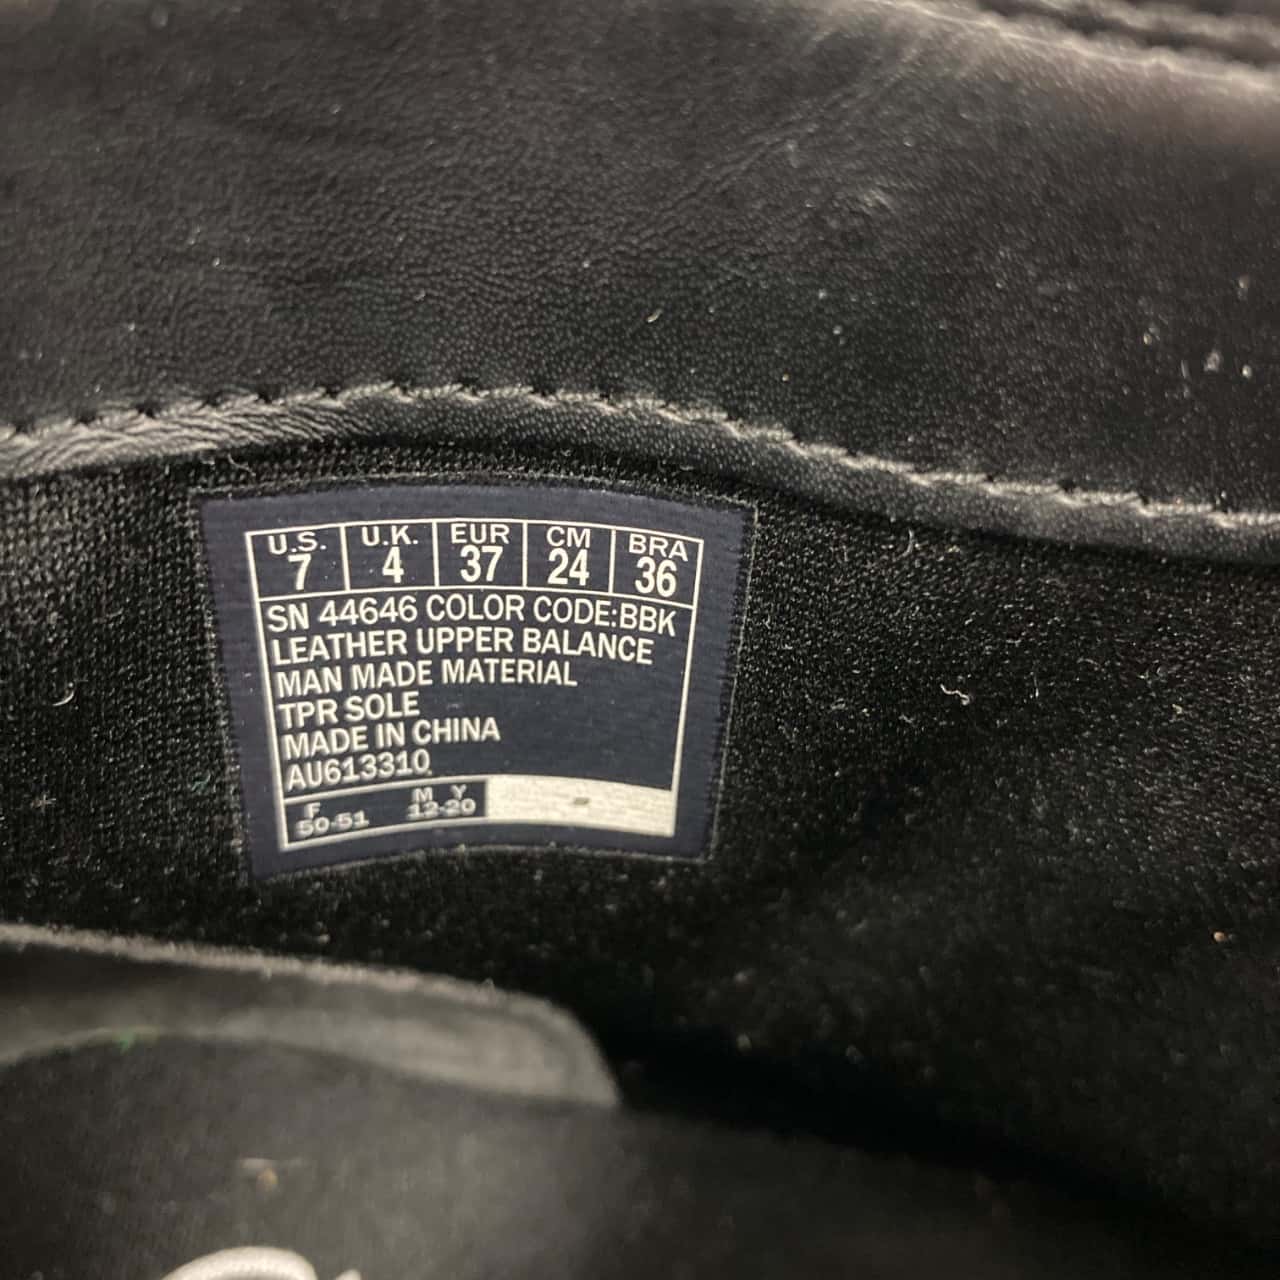 U.S. U.K. EUR CM BRA
7 4 37 24 36
SN 44646 COLOR CODE:BBK
LEATHER UPPER BALANCE
MAN MADE MATERIAL
TPR SOLE
MADE IN CHINA
AU613310
F M Y
50-51 12-20 -